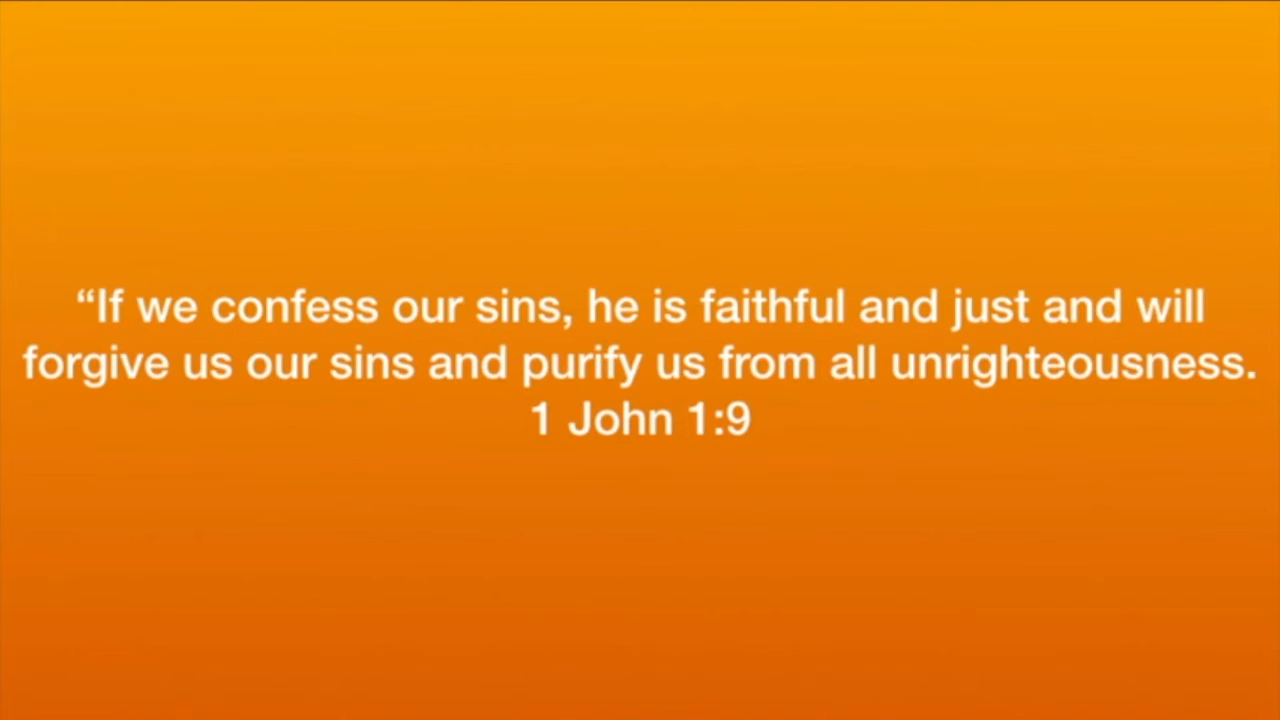 “If we confess our sins, he is faithful and just and will
forgive us our sins and purify us from all unrighteousness.
1 John 1:9